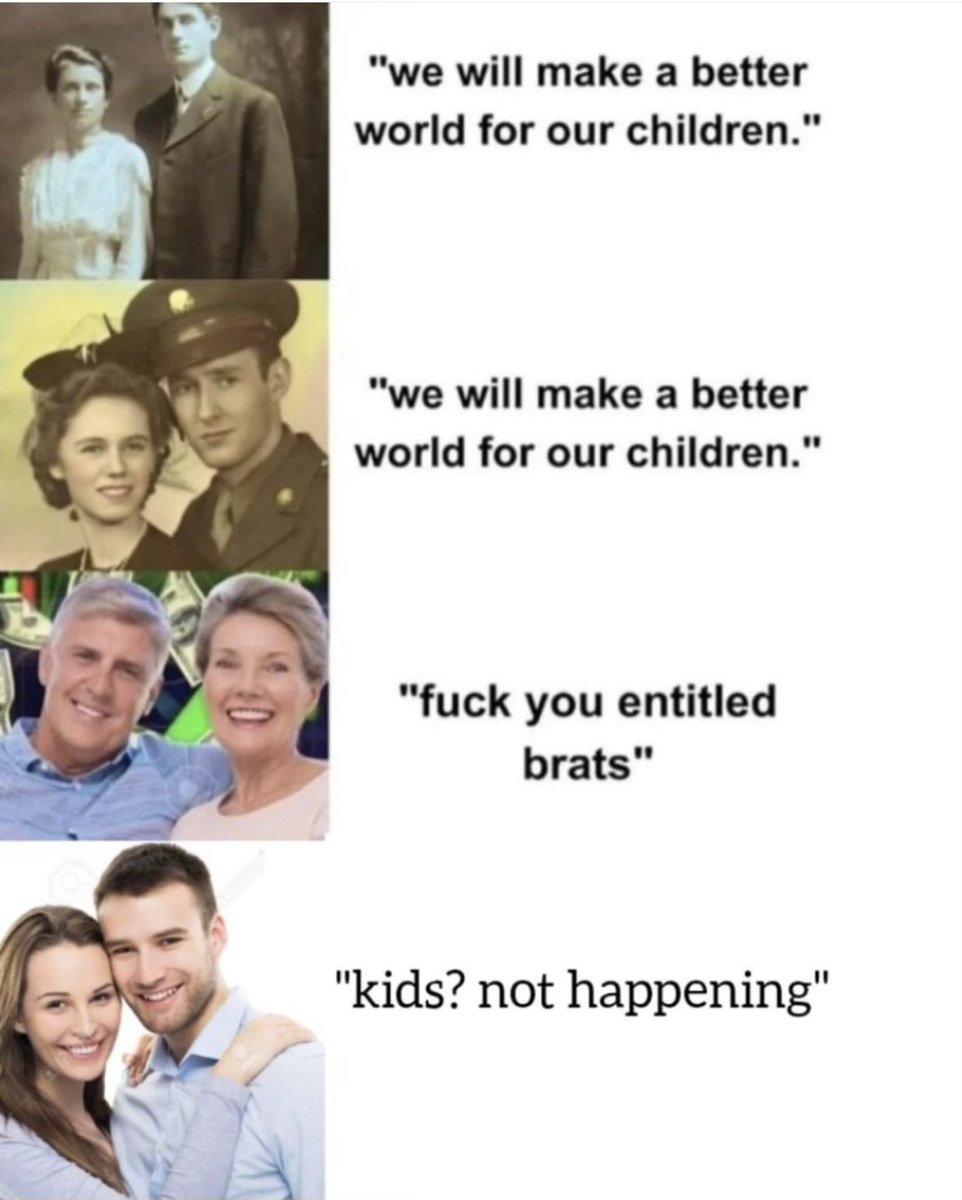 "we will make a better
world for our children."
"we will make a better
world for our children."
"fuck you entitled
brats"
"kids? not happening"